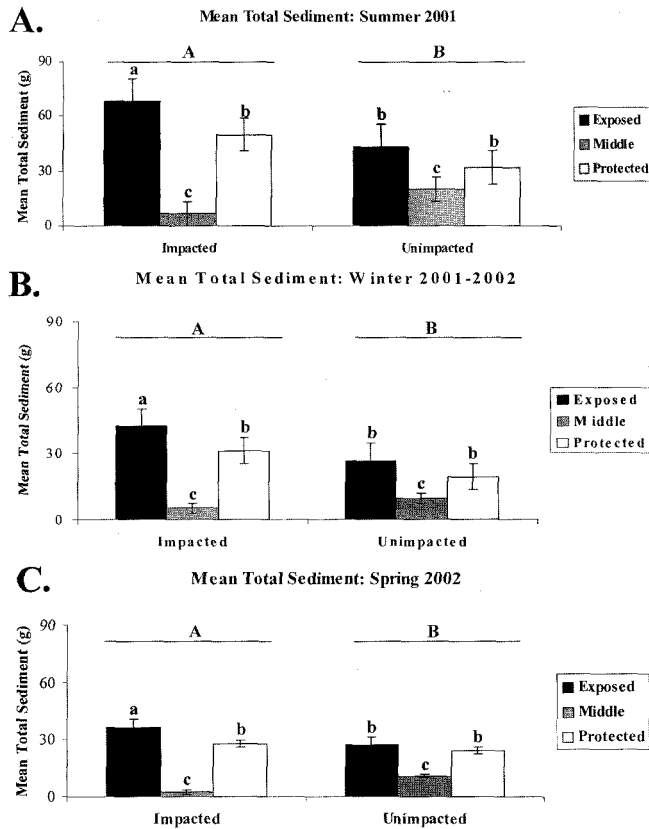 A.
Mean Total Sediment: Summer 2001
Mean Total Sediment (g)
90
60
30
0
A
B
a
c
b
b
c
b
Impacted
Unimpacted
Exposed
Middle
Protected
B.
Mean Total Sediment: Winter 2001-2002
Mean Total Sediment (g)
90
60
30
0
A
B
a
c
b
b
c
b
Impacted
Unimpacted
Exposed
Middle
Protected
C.
Mean Total Sediment: Spring 2002
Mean Total Sediment (g)
90
60
30
0
A
B
a
c
b
b
c
b
Impacted
Unimpacted
Exposed
Middle
Protected